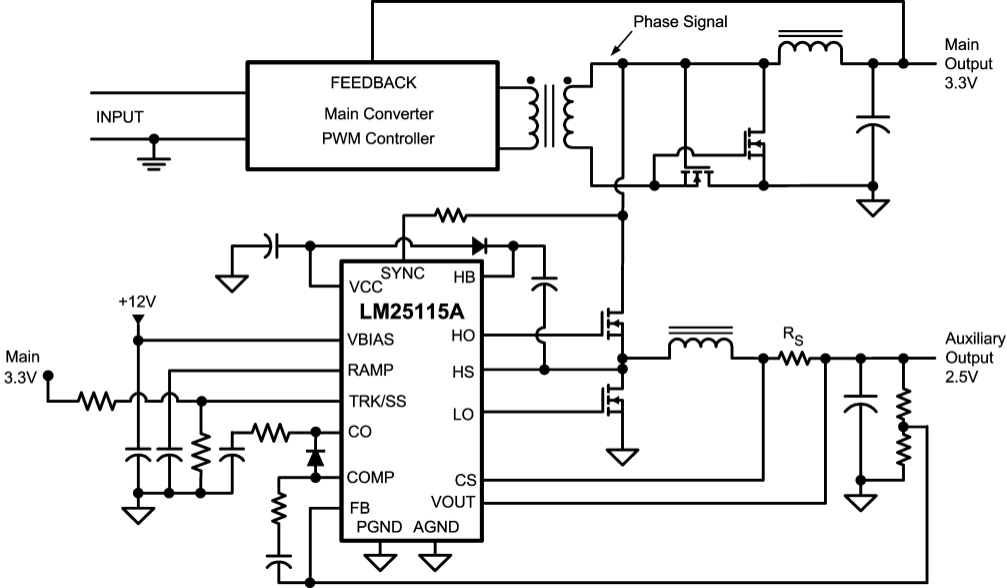 Phase Signal
Main
Output
3.3V
FEEDBACK
Main Converter
PWM Controller
INPUT
SYNC
HB
VCC
LM25115A
+12V
VBIAS
HO
RS
Auxiliary
Output
2.5V
Main
3.3V
RAMP
HS
TRK/SS
LO
CO
COMP
CS
VOUT
FB
PGND
AGND